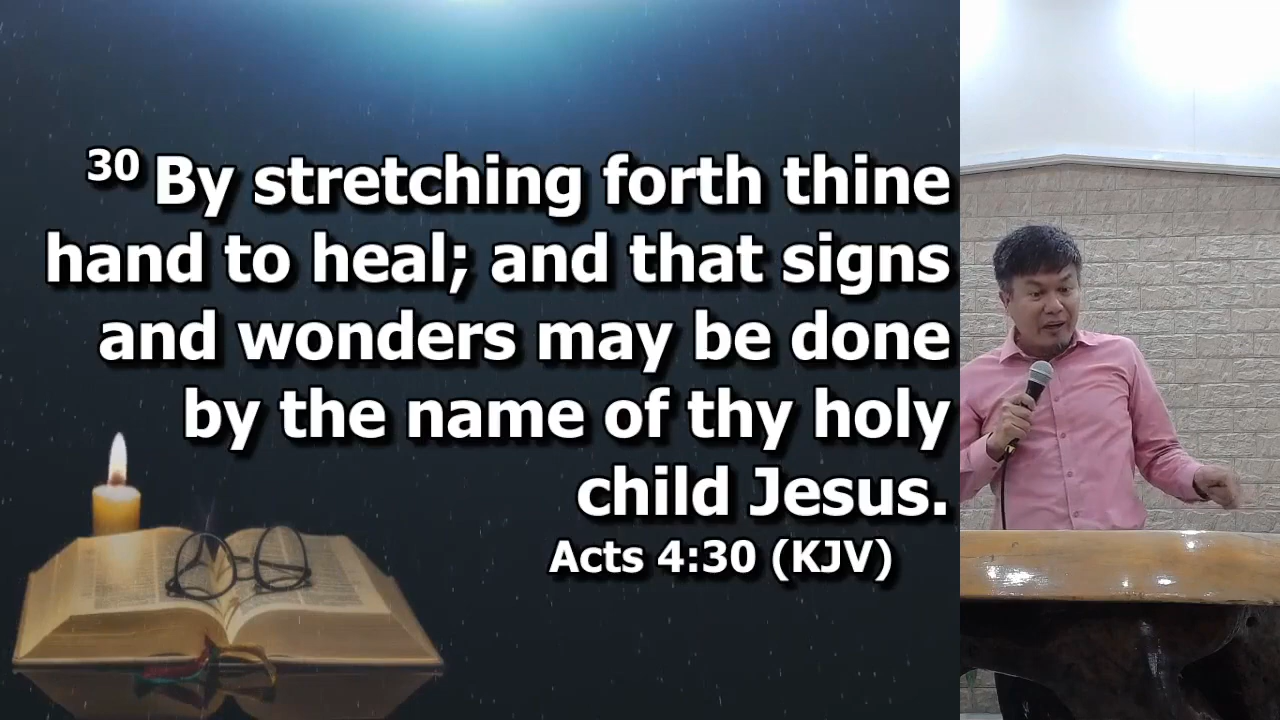 30 By stretching forth thine
hand to heal; and that signs
and wonders may be done
by the name of thy holy
child Jesus.
Acts 4:30 (KJV)